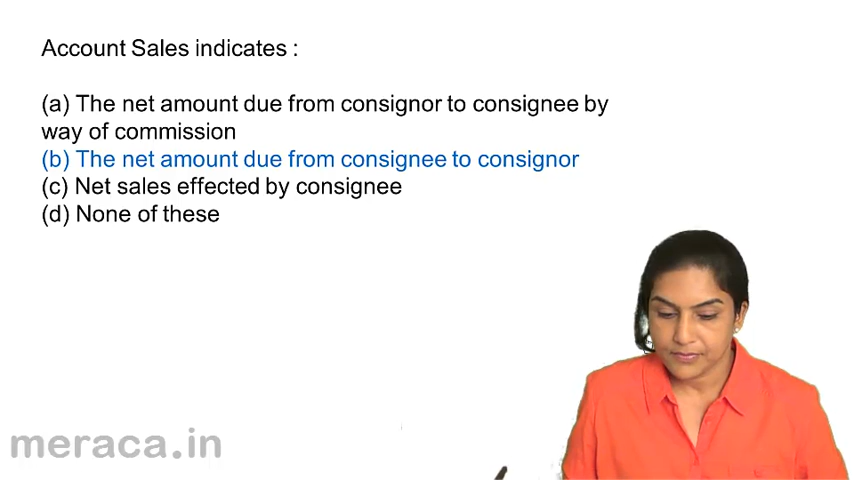 Account Sales indicates :
(a) The net amount due from consignor to consignee by
way of commission
(b) The net amount due from consignee to consignor
(c) Net sales effected by consignee
(d) None of these
meraca.in